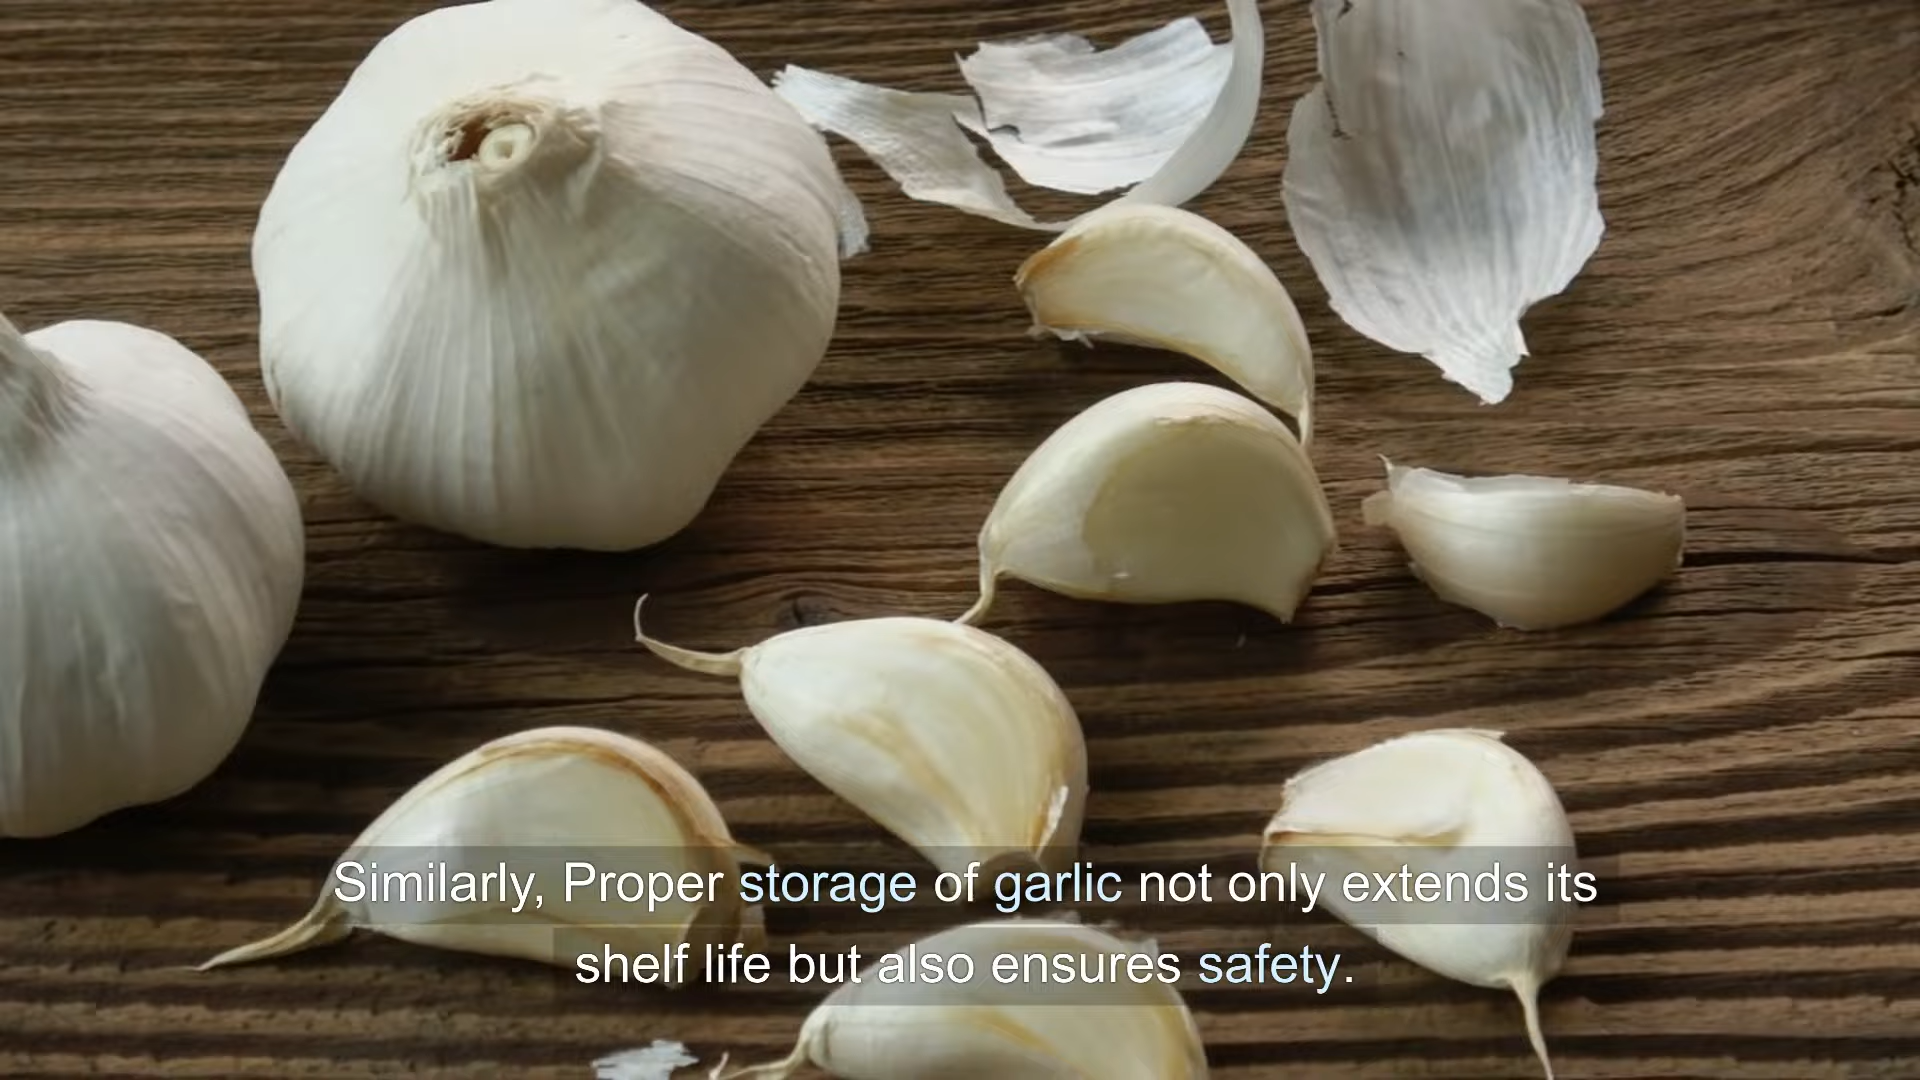 Similarly, Proper storage of garlic not only extends its
shelf life but also ensures safety.